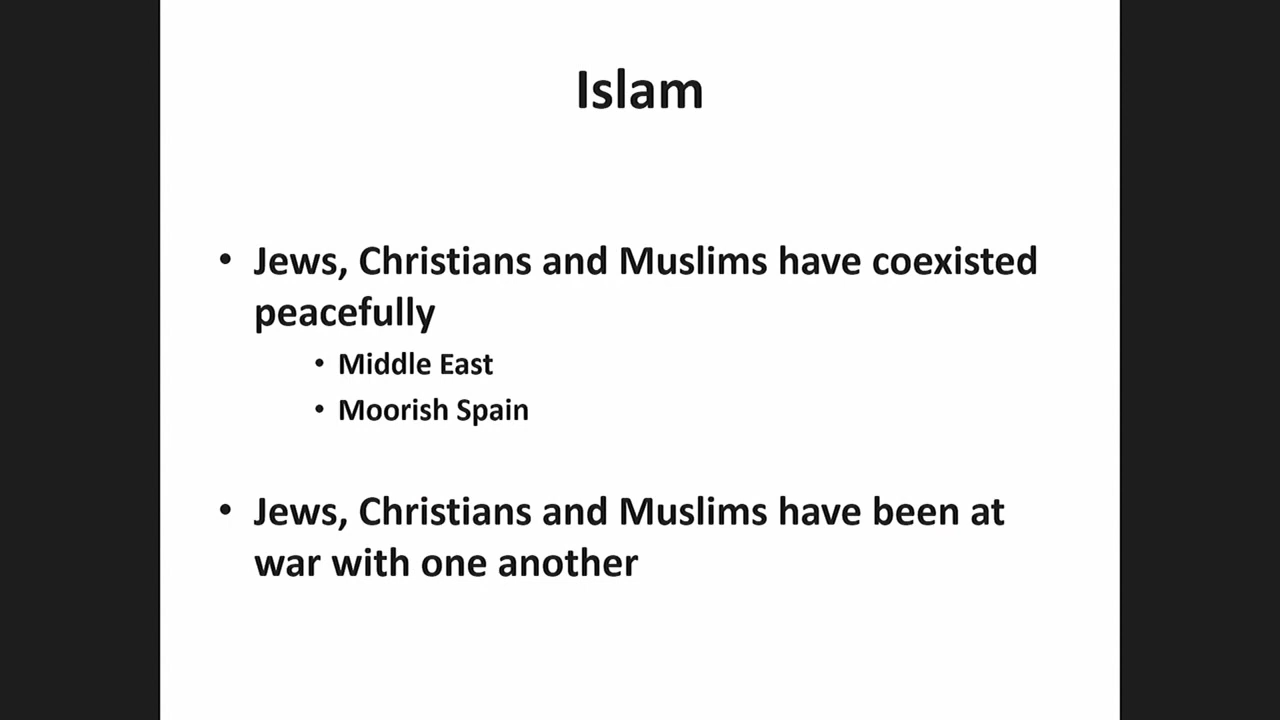 Islam
• Jews, Christians and Muslims have coexisted
peacefully
• Middle East
• Moorish Spain
• Jews, Christians and Muslims have been at
war with one another